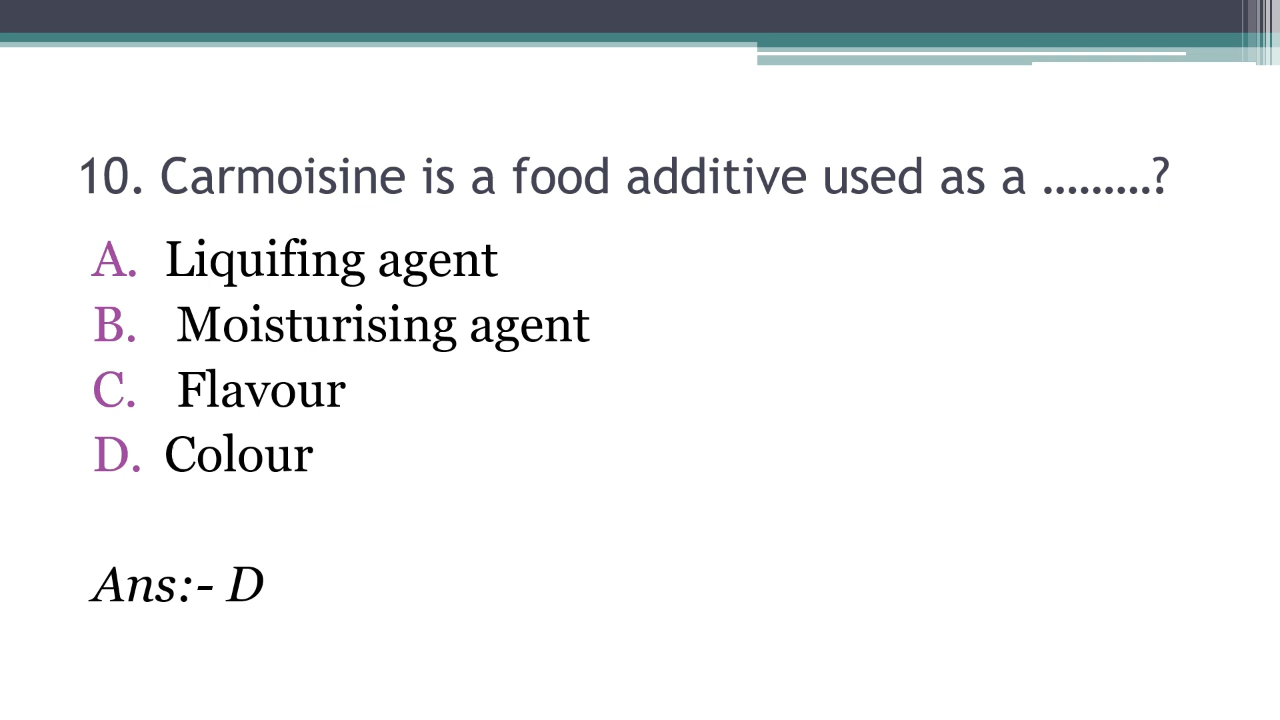 10. Carmoisine is a food additive used as a ………?
A. Liquifing agent
B. Moisturising agent
C. Flavour
D. Colour
Ans:- D